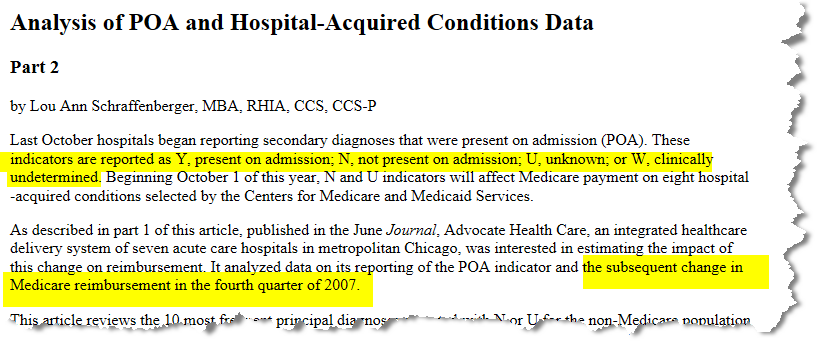 Analysis of POA and Hospital-Acquired Conditions Data
Part 2
by Lou Ann Schraffenberger, MBA, RHIA, CCS, CCS-P
Last October hospitals began reporting secondary diagnoses that were present on admission (POA). These
indicators are reported as Y, present on admission; N, not present on admission; U, unknown; or W, clinically
undetermined. Beginning October 1 of this year, N and U indicators will affect Medicare payment on eight hospital
-acquired conditions selected by the Centers for Medicare and Medicaid Services.
As described in part 1 of this article, published in the June Journal, Advocate Health Care, an integrated healthcare
delivery system of seven acute care hospitals in metropolitan Chicago, was interested in estimating the impact of
this change on reimbursement. It analyzed data on its reporting of the POA indicator and the subsequent change in
Medicare reimbursement in the fourth quarter of 2007.
This article reviews the 10 most principal N or U for the non-Medicare population